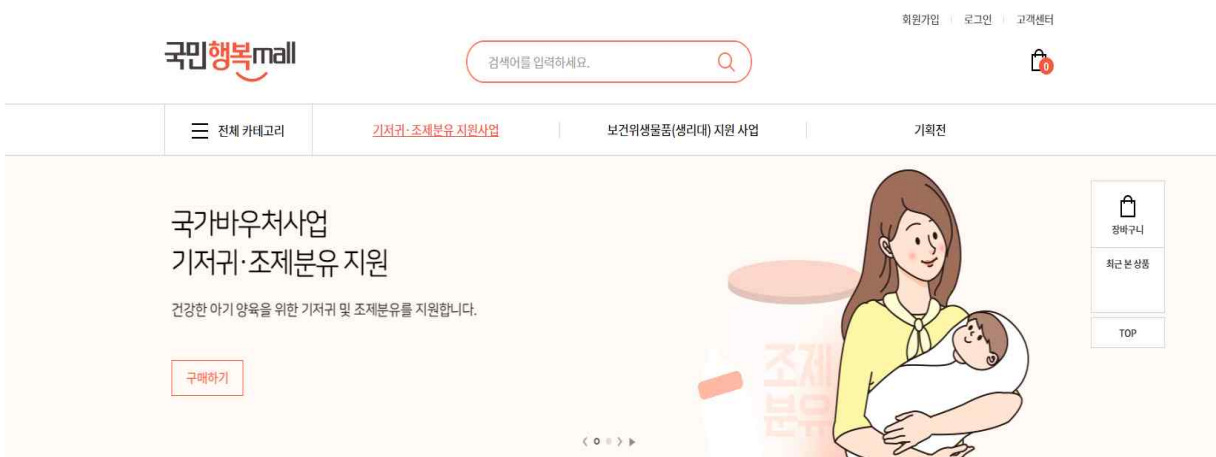 회원가입 로그인 고객센터
국민행복mall
검색어를 입력하세요.
0
전체 카테고리 기저귀·조제분유 지원사업 보건위생물품(생리대) 지원 사업 기획전
국가바우처사업
기저귀·조제분유 지원
건강한 아기 양육을 위한 기저귀 및 조제분유를 지원합니다.
구매하기
조제
분유
장바구니
최근 본 상품
TOP